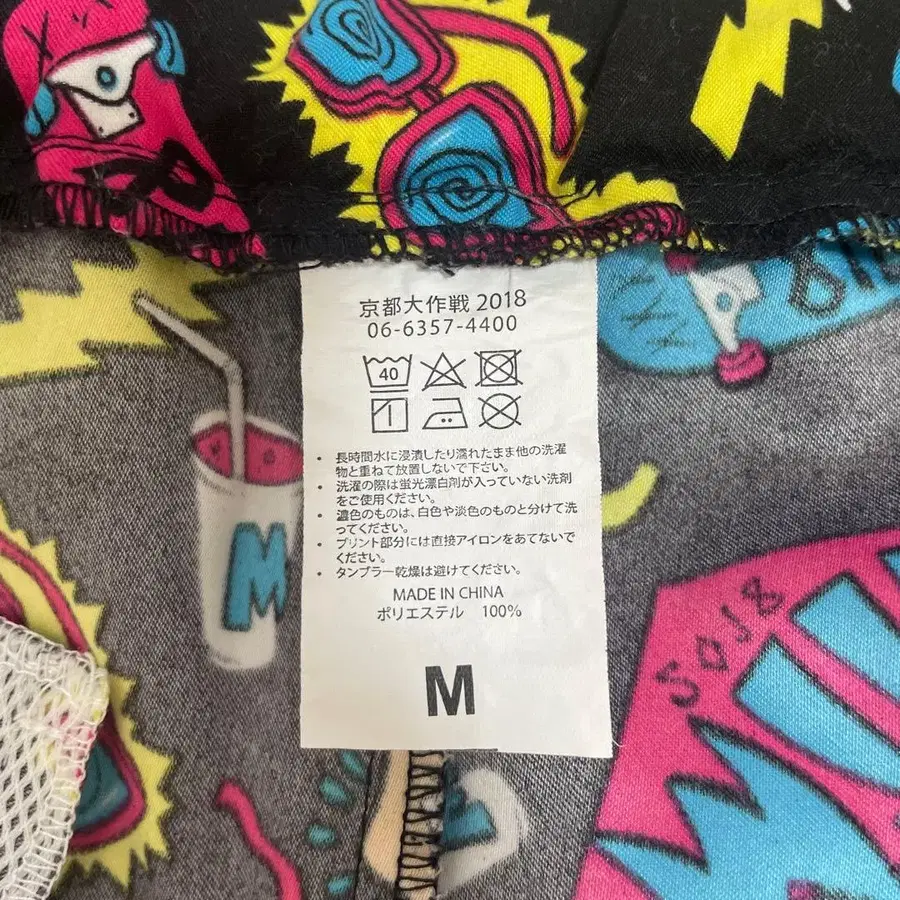 京都大作戦 2018
06-6357-4400
40
・長時間水に浸漬したり濡れたまま他の洗濯
物と重ねて放置しないで下さい。
・洗濯の際は蛍光漂白剤が入っていない洗剤
をご使用ください。
・濃色のものは、白色や淡色のものと分けて洗
ってください。
・プリント部分には直接アイロンをあてないで
ください。
・タンブラー乾燥は避けてください。
MADE IN CHINA
ポリエステル 100%
M
M
2018